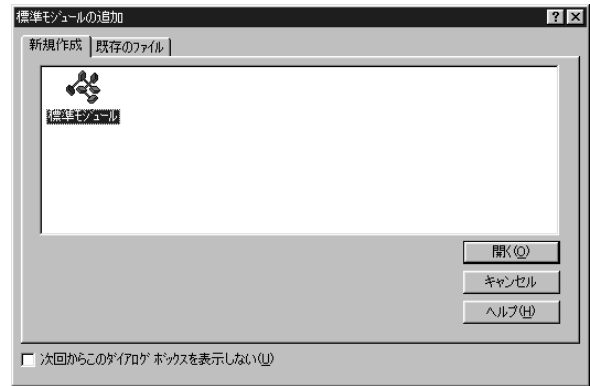 標準ﾓｼﾞｭｰﾙの追加
新規作成 既存のﾌｧｲﾙ
標準ﾓｼﾞｭｰﾙ
開く(O)
キャンセル
ヘルプ(H)
次回からこのﾀﾞｲｱﾛｸﾞ ﾎﾞｯｸｽを表示しない(U)